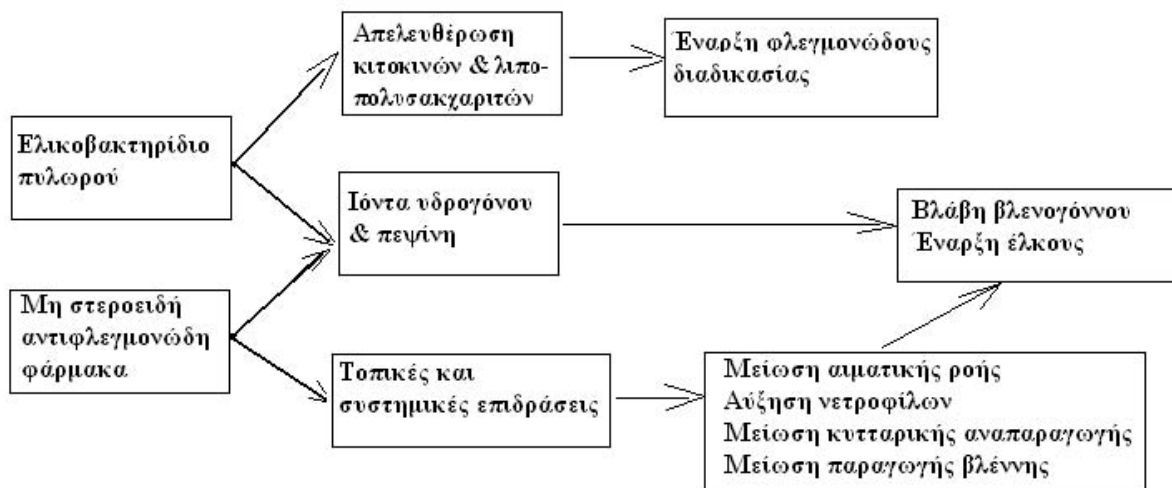 Απελευθέρωση
κιτοκινών & λιπο-
πολυσακχαριτών
Έναρξη φλεγμονώδους
διαδικασίας
Ελικοβακτηρίδιο
πυλωρού
Ιόντα υδρογόνου
& πεψίνη
Βλάβη βλενογόννου
Έναρξη έλκους
Μη στεροειδή
αντιφλεγμονώδη
φάρμακα
Τοπικές και
συστημικές επιδράσεις
Μείωση αιματικής ροής
Αύξηση νετροφίλων
Μείωση κυτταρικής αναπαραγωγής
Μείωση παραγωγής βλέννης